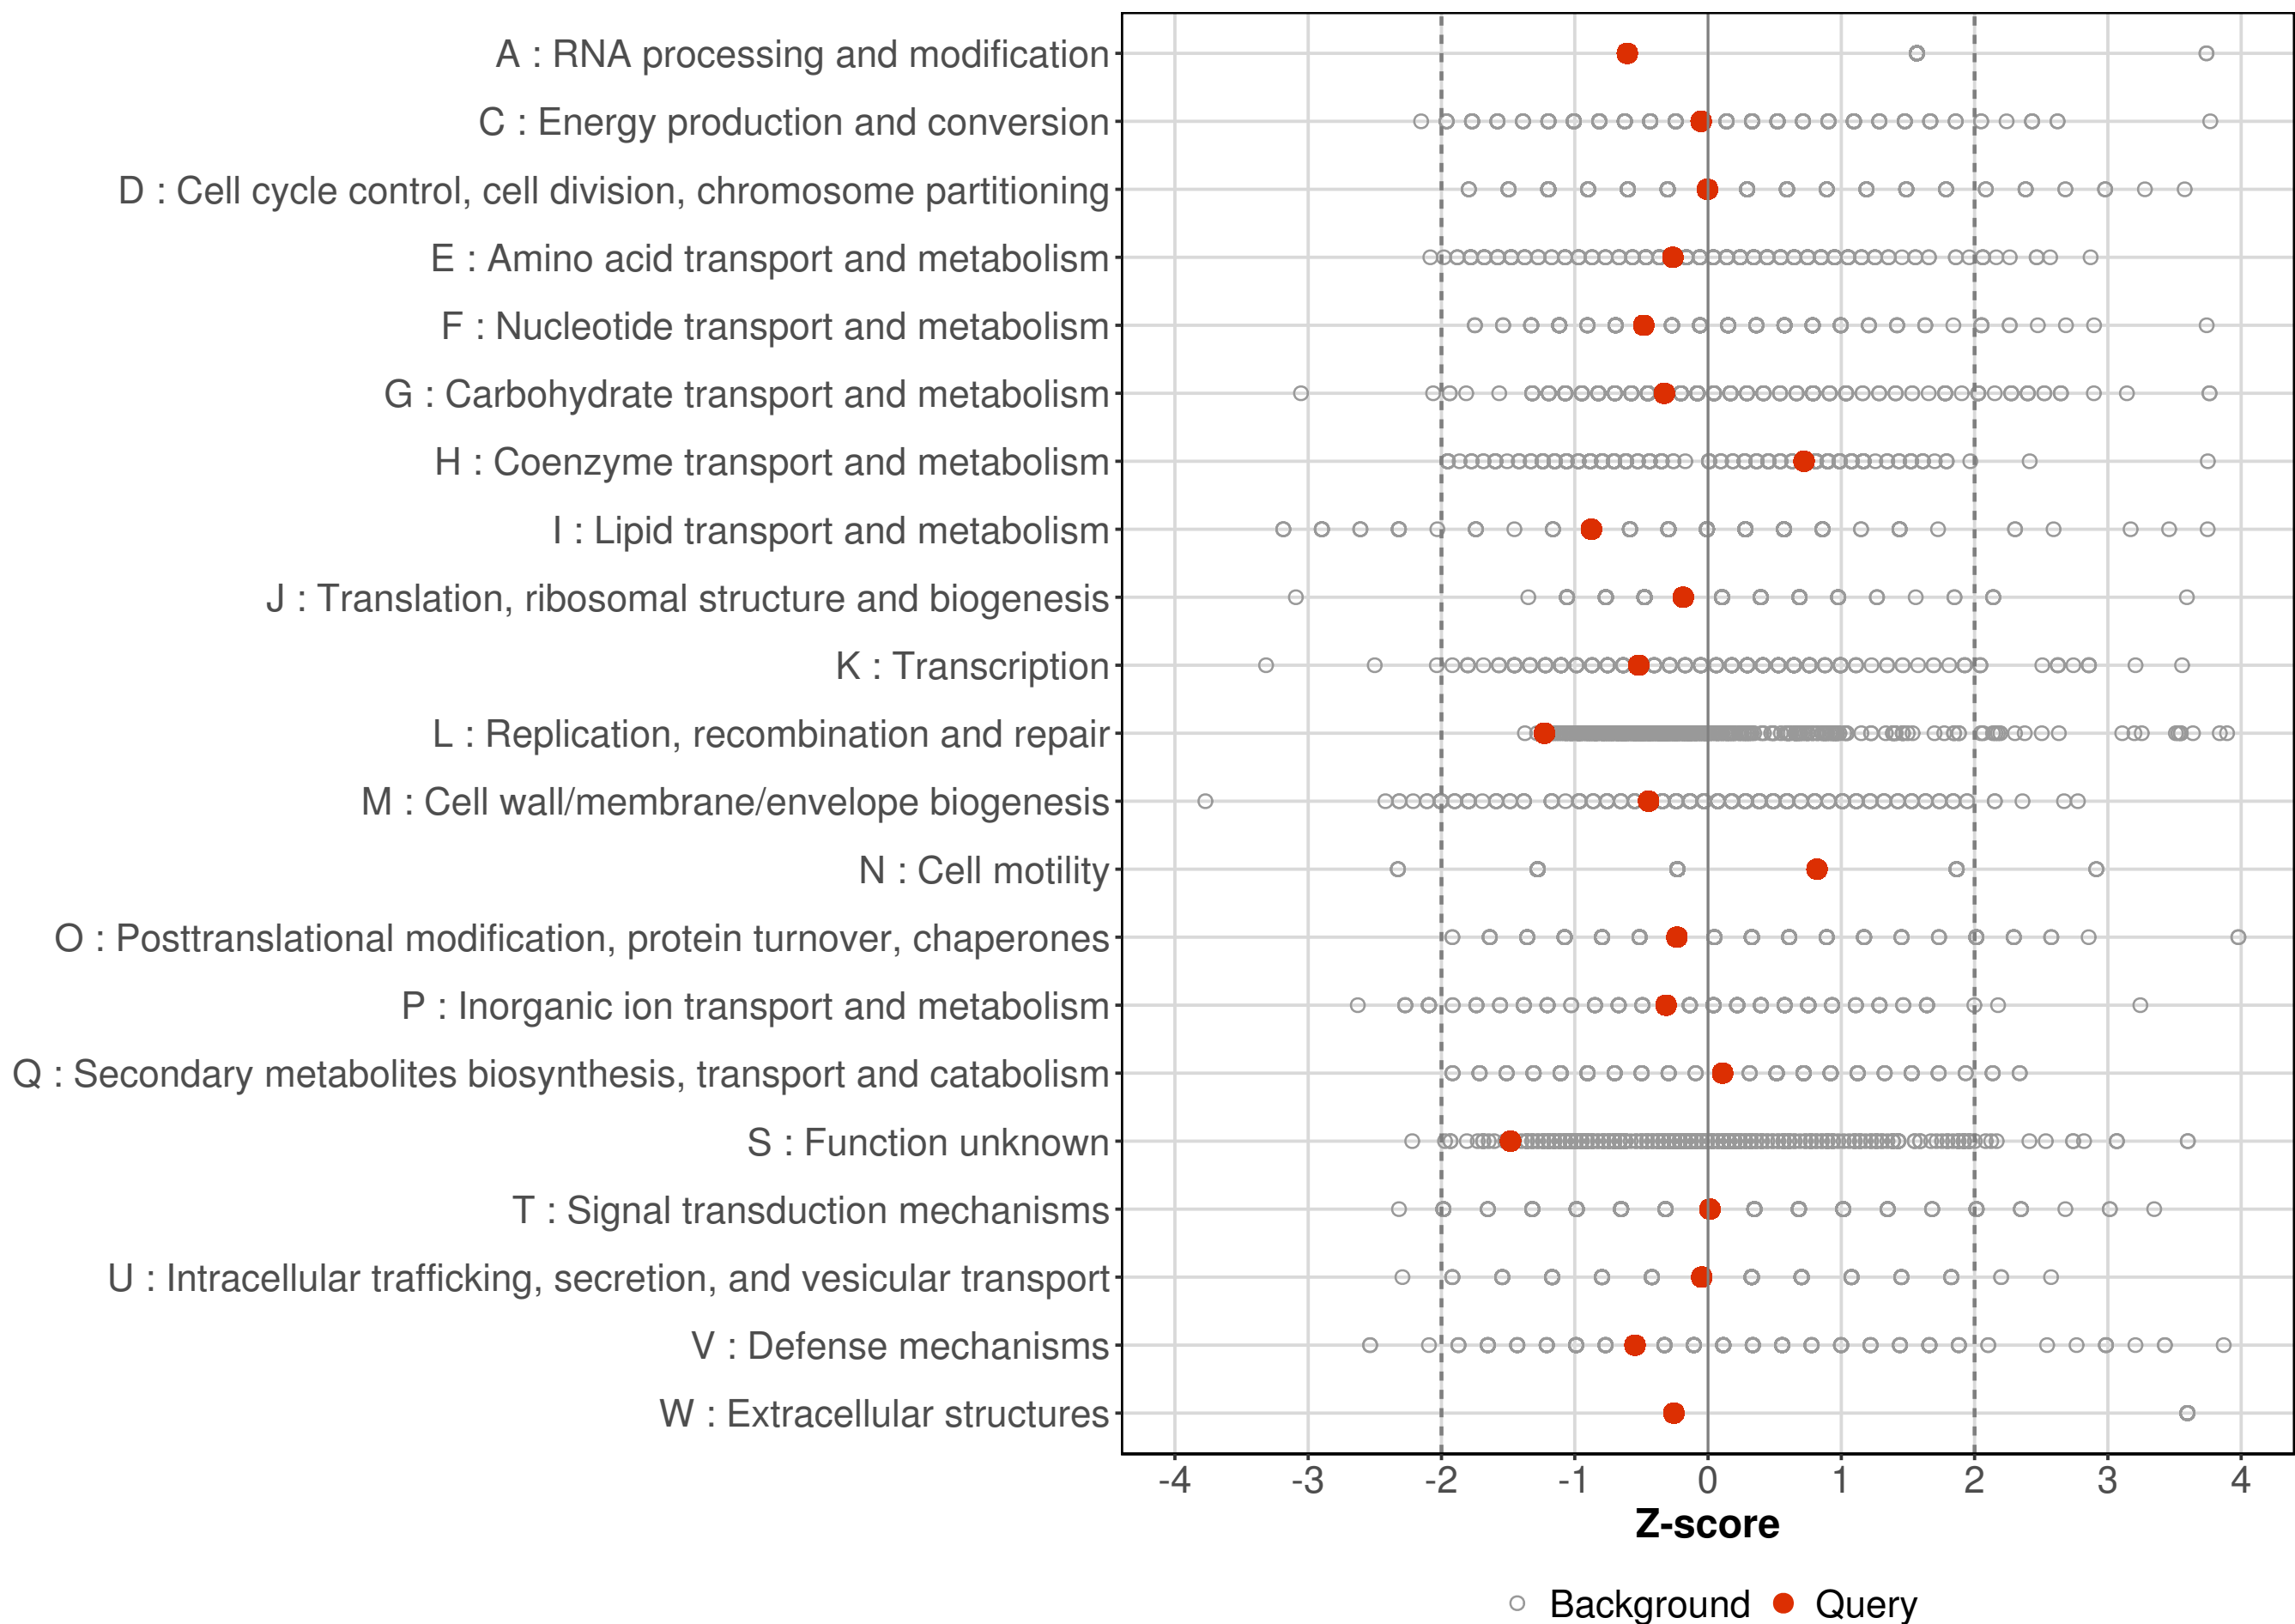 A : RNA processing and modification
C : Energy production and conversion
D : Cell cycle control, cell division, chromosome partitioning
E : Amino acid transport and metabolism
F : Nucleotide transport and metabolism
G : Carbohydrate transport and metabolism
H : Coenzyme transport and metabolism
I : Lipid transport and metabolism
J : Translation, ribosomal structure and biogenesis
K : Transcription
L : Replication, recombination and repair
M : Cell wall/membrane/envelope biogenesis
N : Cell motility
O : Posttranslational modification, protein turnover, chaperones
P : Inorganic ion transport and metabolism
Q : Secondary metabolites biosynthesis, transport and catabolism
S : Function unknown
T : Signal transduction mechanisms
U : Intracellular trafficking, secretion, and vesicular transport
V : Defense mechanisms
W : Extracellular structures
-4 -3 -2 -1 0 1 2 3 4
Z-score
Background Query